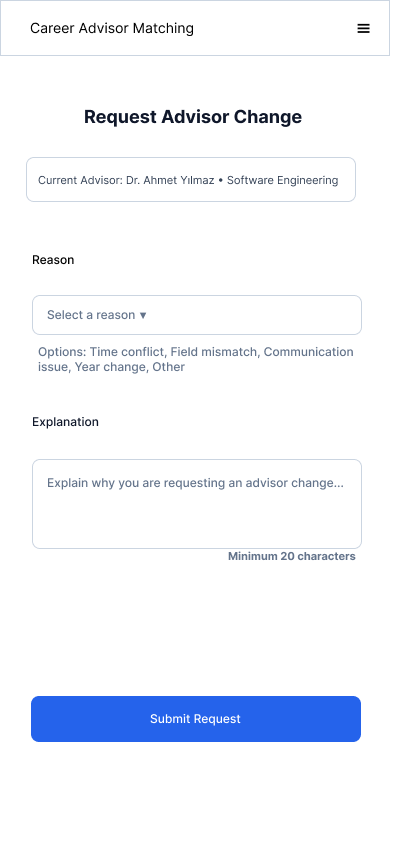 Career Advisor Matching
Request Advisor Change
Current Advisor: Dr. Ahmet Yılmaz • Software Engineering
Reason
Select a reason ▾
Options: Time conflict, Field mismatch, Communication
issue, Year change, Other
Explanation
Explain why you are requesting an advisor change...
Minimum 20 characters
Submit Request